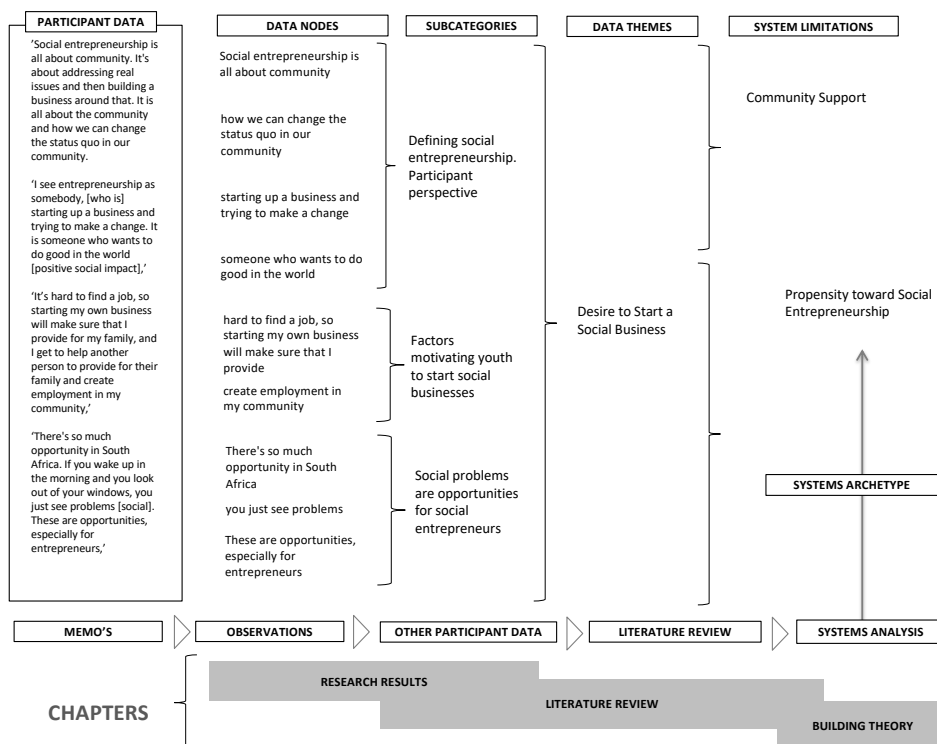 PARTICIPANT DATA
'Social entrepreneurship is
all about community. It's
about addressing real
issues and then building a
business around that. It is
all about the community
and how we can change
the status quo in our
community.
'I see entrepreneurship as
somebody, [who is]
starting up a business and
trying to make a change. It
is someone who wants to
do good in the world
[positive social impact],'
'It's hard to find a job, so
starting my own business
will make sure that I
provide for my family, and
I get to help another
person to provide for their
family and create
employment in my
community,'
'There's so much
opportunity in South
Africa. If you wake up in
the morning and you look
out of your windows, you
just see problems [social].
These are opportunities,
especially for
entrepreneurs,'
DATA NODES
Social entrepreneurship is
all about community
how we can change the
status quo in our
community
starting up a business and
trying to make a change
someone who wants to do
good in the world
hard to find a job, so
starting my own business
will make sure that I
provide
create employment in
my community
There's so much
opportunity in South
Africa
you just see problems
These are opportunities,
especially for
entrepreneurs
SUBCATEGORIES
Defining social
entrepreneurship.
Participant
perspective
Factors
motivating youth
to start social
businesses
Social problems
are opportunities
for social
entrepreneurs
DATA THEMES
Desire to Start a
Social Business
SYSTEM LIMITATIONS
Community Support
Propensity toward Social
Entrepreneurship
SYSTEMS ARCHETYPE
MEMO'S
OBSERVATIONS
OTHER PARTICIPANT DATA
LITERATURE REVIEW
SYSTEMS ANALYSIS
CHAPTERS
RESEARCH RESULTS
LITERATURE REVIEW
BUILDING THEORY